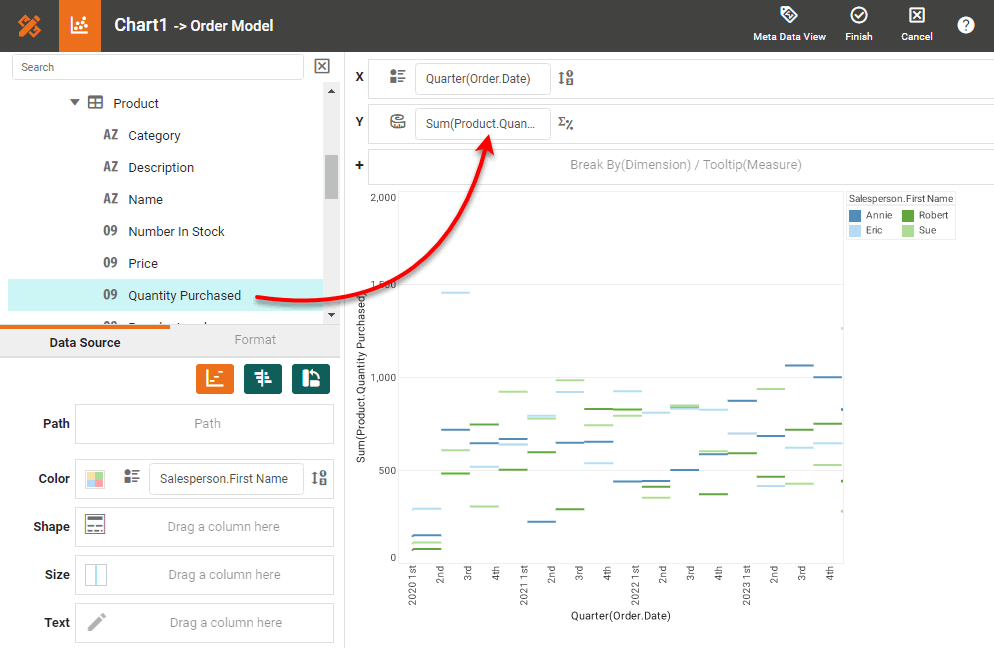 Chart1 -> Order Model
Meta Data View
Finish
Cancel
?
Search
Product
AZ Category
AZ Description
AZ Name
09 Number In Stock
09 Price
09 Quantity Purchased
Data Source
Format
Path
Path
Color
Salesperson.First Name
Shape
Drag a column here
Size
Drag a column here
Text
Drag a column here
X
Quarter(Order.Date)
Y
Sum(Product.Quan...
+
Break By(Dimension) / Tooltip(Measure)
2,000
1,500
1,000
500
0
Sum(Product.Quantity Purchased)
2020 1st
2nd
3rd
4th
2021 1st
2nd
3rd
4th
2022 1st
2nd
3rd
4th
2023 1st
2nd
3rd
4th
Quarter(Order.Date)
Salesperson.First Name
Annie
Robert
Eric
Sue